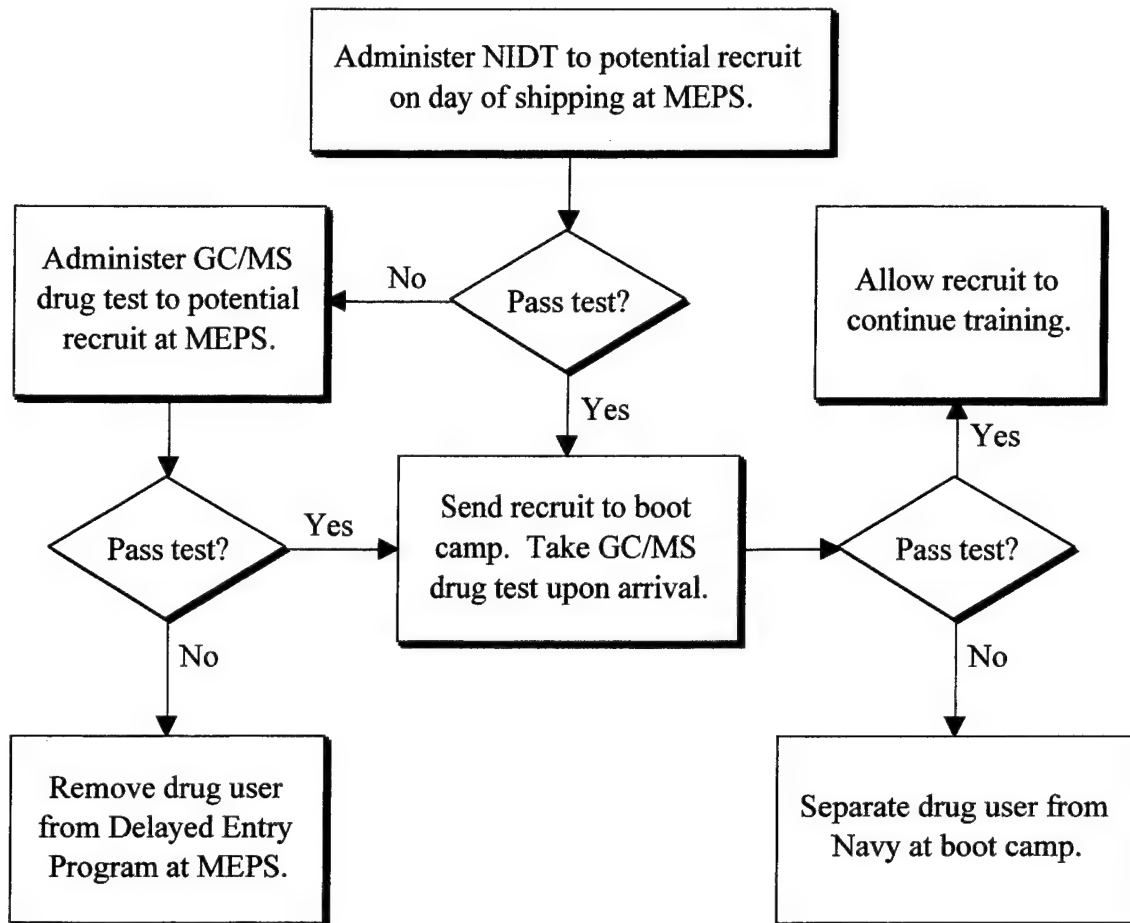 Administer NIDT to potential recruit
on day of shipping at MEPS.
Administer GC/MS
drug test to potential
recruit at MEPS.
No
Pass test?
Yes
Allow recruit to
continue training.
Yes
Pass test?
Yes
Send recruit to boot
camp. Take GC/MS
drug test upon arrival.
Pass test?
No
No
Remove drug user
from Delayed Entry
Program at MEPS.
Separate drug user from
Navy at boot camp.